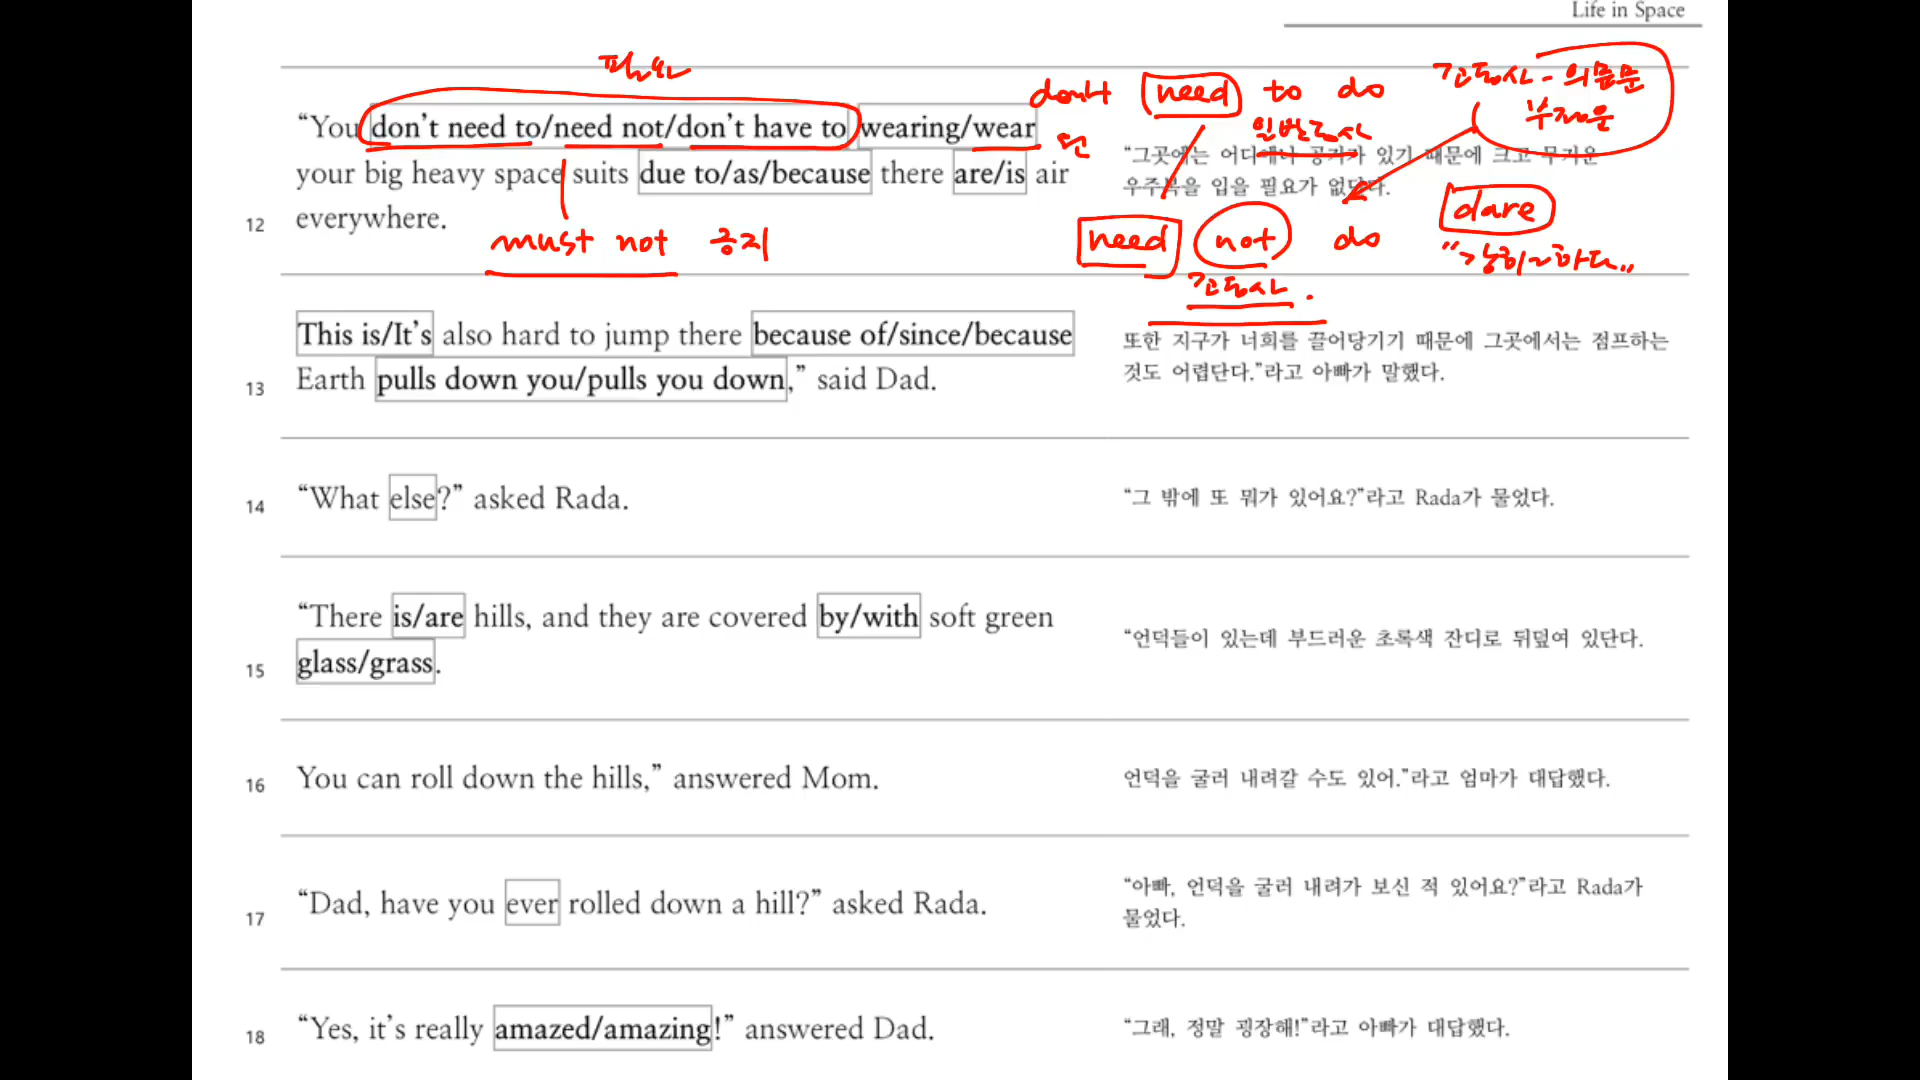 Life in Space
필요
don't need to do
조동사 - 의문문
부정문
일반동사
"You don't need to/need not/don't have to wearing/wear
your big heavy space suits due to/as/because there are/is air
12 everywhere.
"그곳에는 어디에나 공기가 있기 때문에 크고 무거운
우주복을 입을 필요가 없단다.
must not 금지
need not do
조동사.
dare
"감히~하다"
This is/It's also hard to jump there because of/since/because
13 Earth pulls down you/pulls you down," said Dad.
또한 지구가 너희를 끌어당기기 때문에 그곳에서는 점프하는
것도 어렵단다."라고 아빠가 말했다.
14 "What else?" asked Rada.
"그 밖에 또 뭐가 있어요?"라고 Rada가 물었다.
"There is/are hills, and they are covered by/with soft green
15 glass/grass.
"언덕들이 있는데 부드러운 초록색 잔디로 뒤덮여 있단다.
16 You can roll down the hills," answered Mom.
언덕을 굴러 내려갈 수도 있어."라고 엄마가 대답했다.
17 "Dad, have you ever rolled down a hill?" asked Rada.
"아빠, 언덕을 굴러 내려가 보신 적 있어요?"라고 Rada가
물었다.
18 "Yes, it's really amazed/amazing!" answered Dad.
"그래, 정말 굉장해!"라고 아빠가 대답했다.